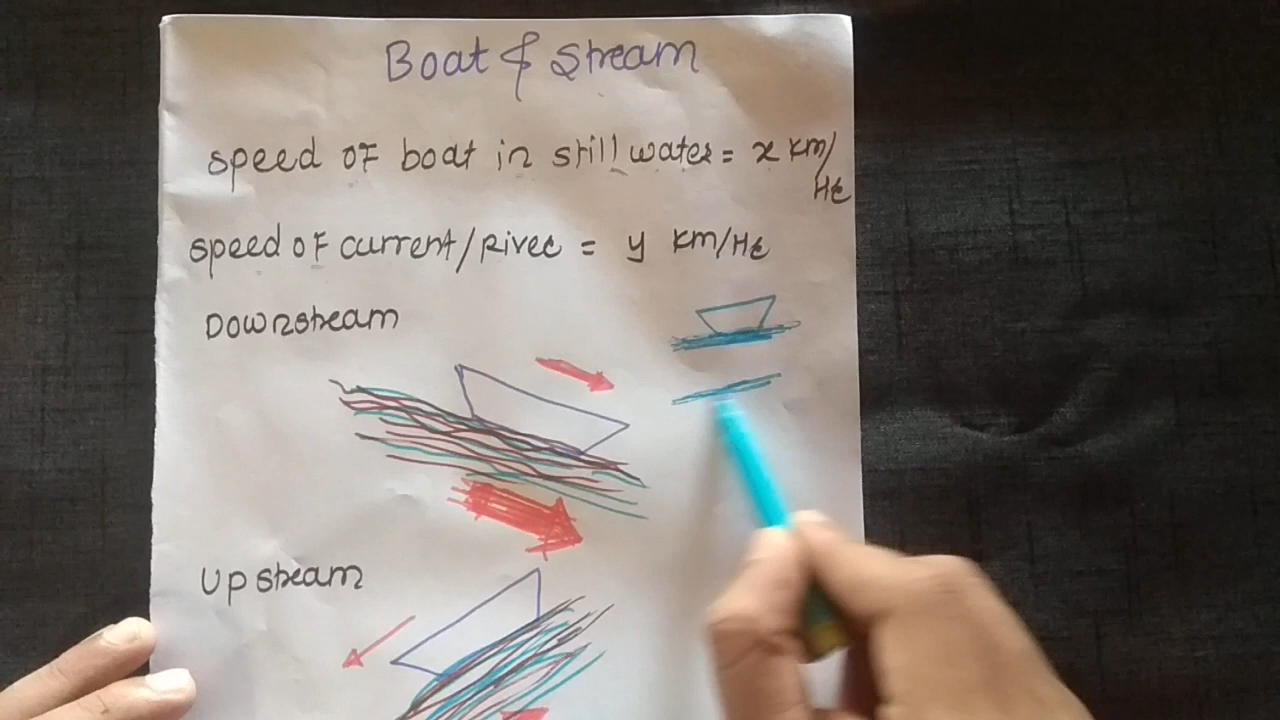 Boat & Stream
speed of boat in still water = x km/
Hr
speed of current/river = y km/Hr
Downstream
Upstream